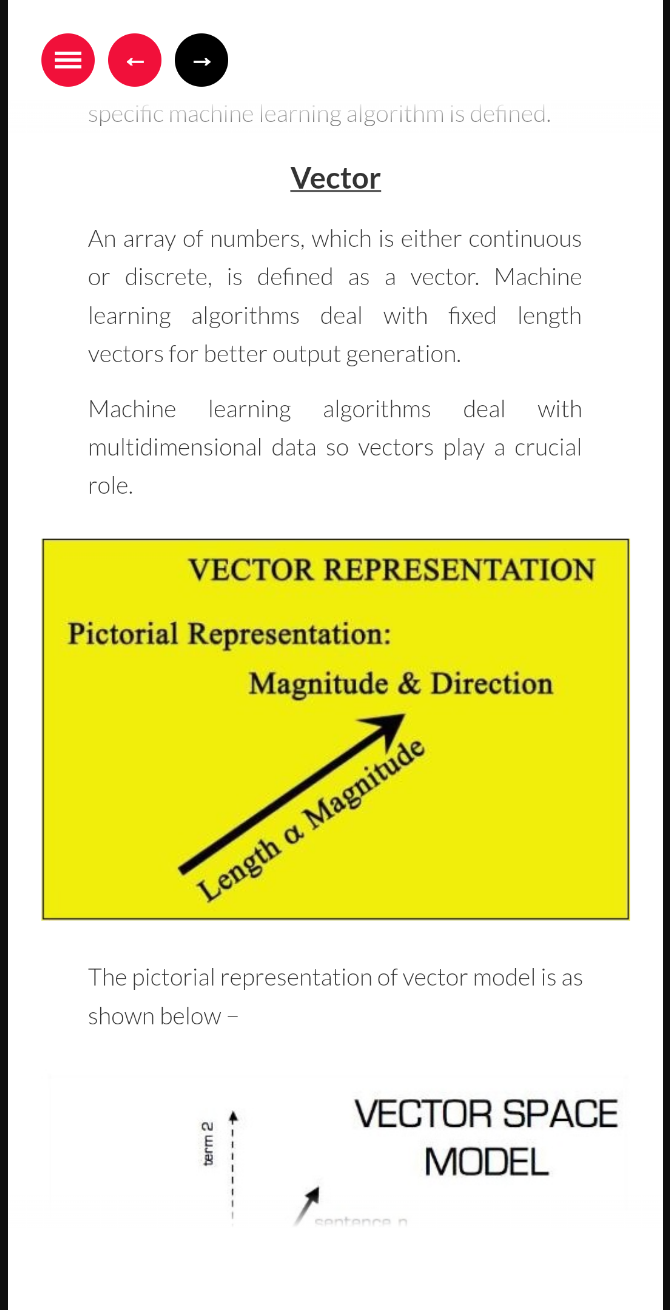 specific machine learning algorithm is defined.
Vector
An array of numbers, which is either continuous
or discrete, is defined as a vector. Machine
learning algorithms deal with fixed length
vectors for better output generation.
Machine learning algorithms deal with
multidimensional data so vectors play a crucial
role.
VECTOR REPRESENTATION
Pictorial Representation:
Magnitude & Direction
Length α Magnitude
The pictorial representation of vector model is as
shown below –
VECTOR SPACE
MODEL
term 2
sentence n